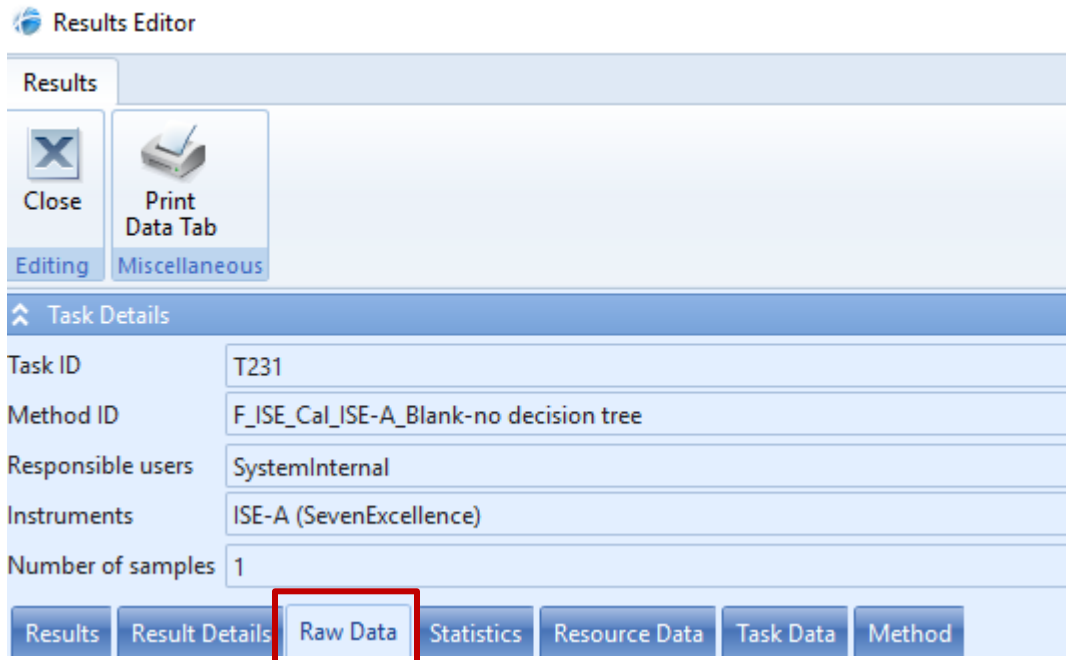 Results Editor
Results
Close
Print
Data Tab
Editing Miscellaneous
Task Details
Task ID T231
Method ID F_ISE_Cal_ISE-A_Blank-no decision tree
Responsible users SystemInternal
Instruments ISE-A (SevenExcellence)
Number of samples 1
Results Result Details Raw Data Statistics Resource Data Task Data Method